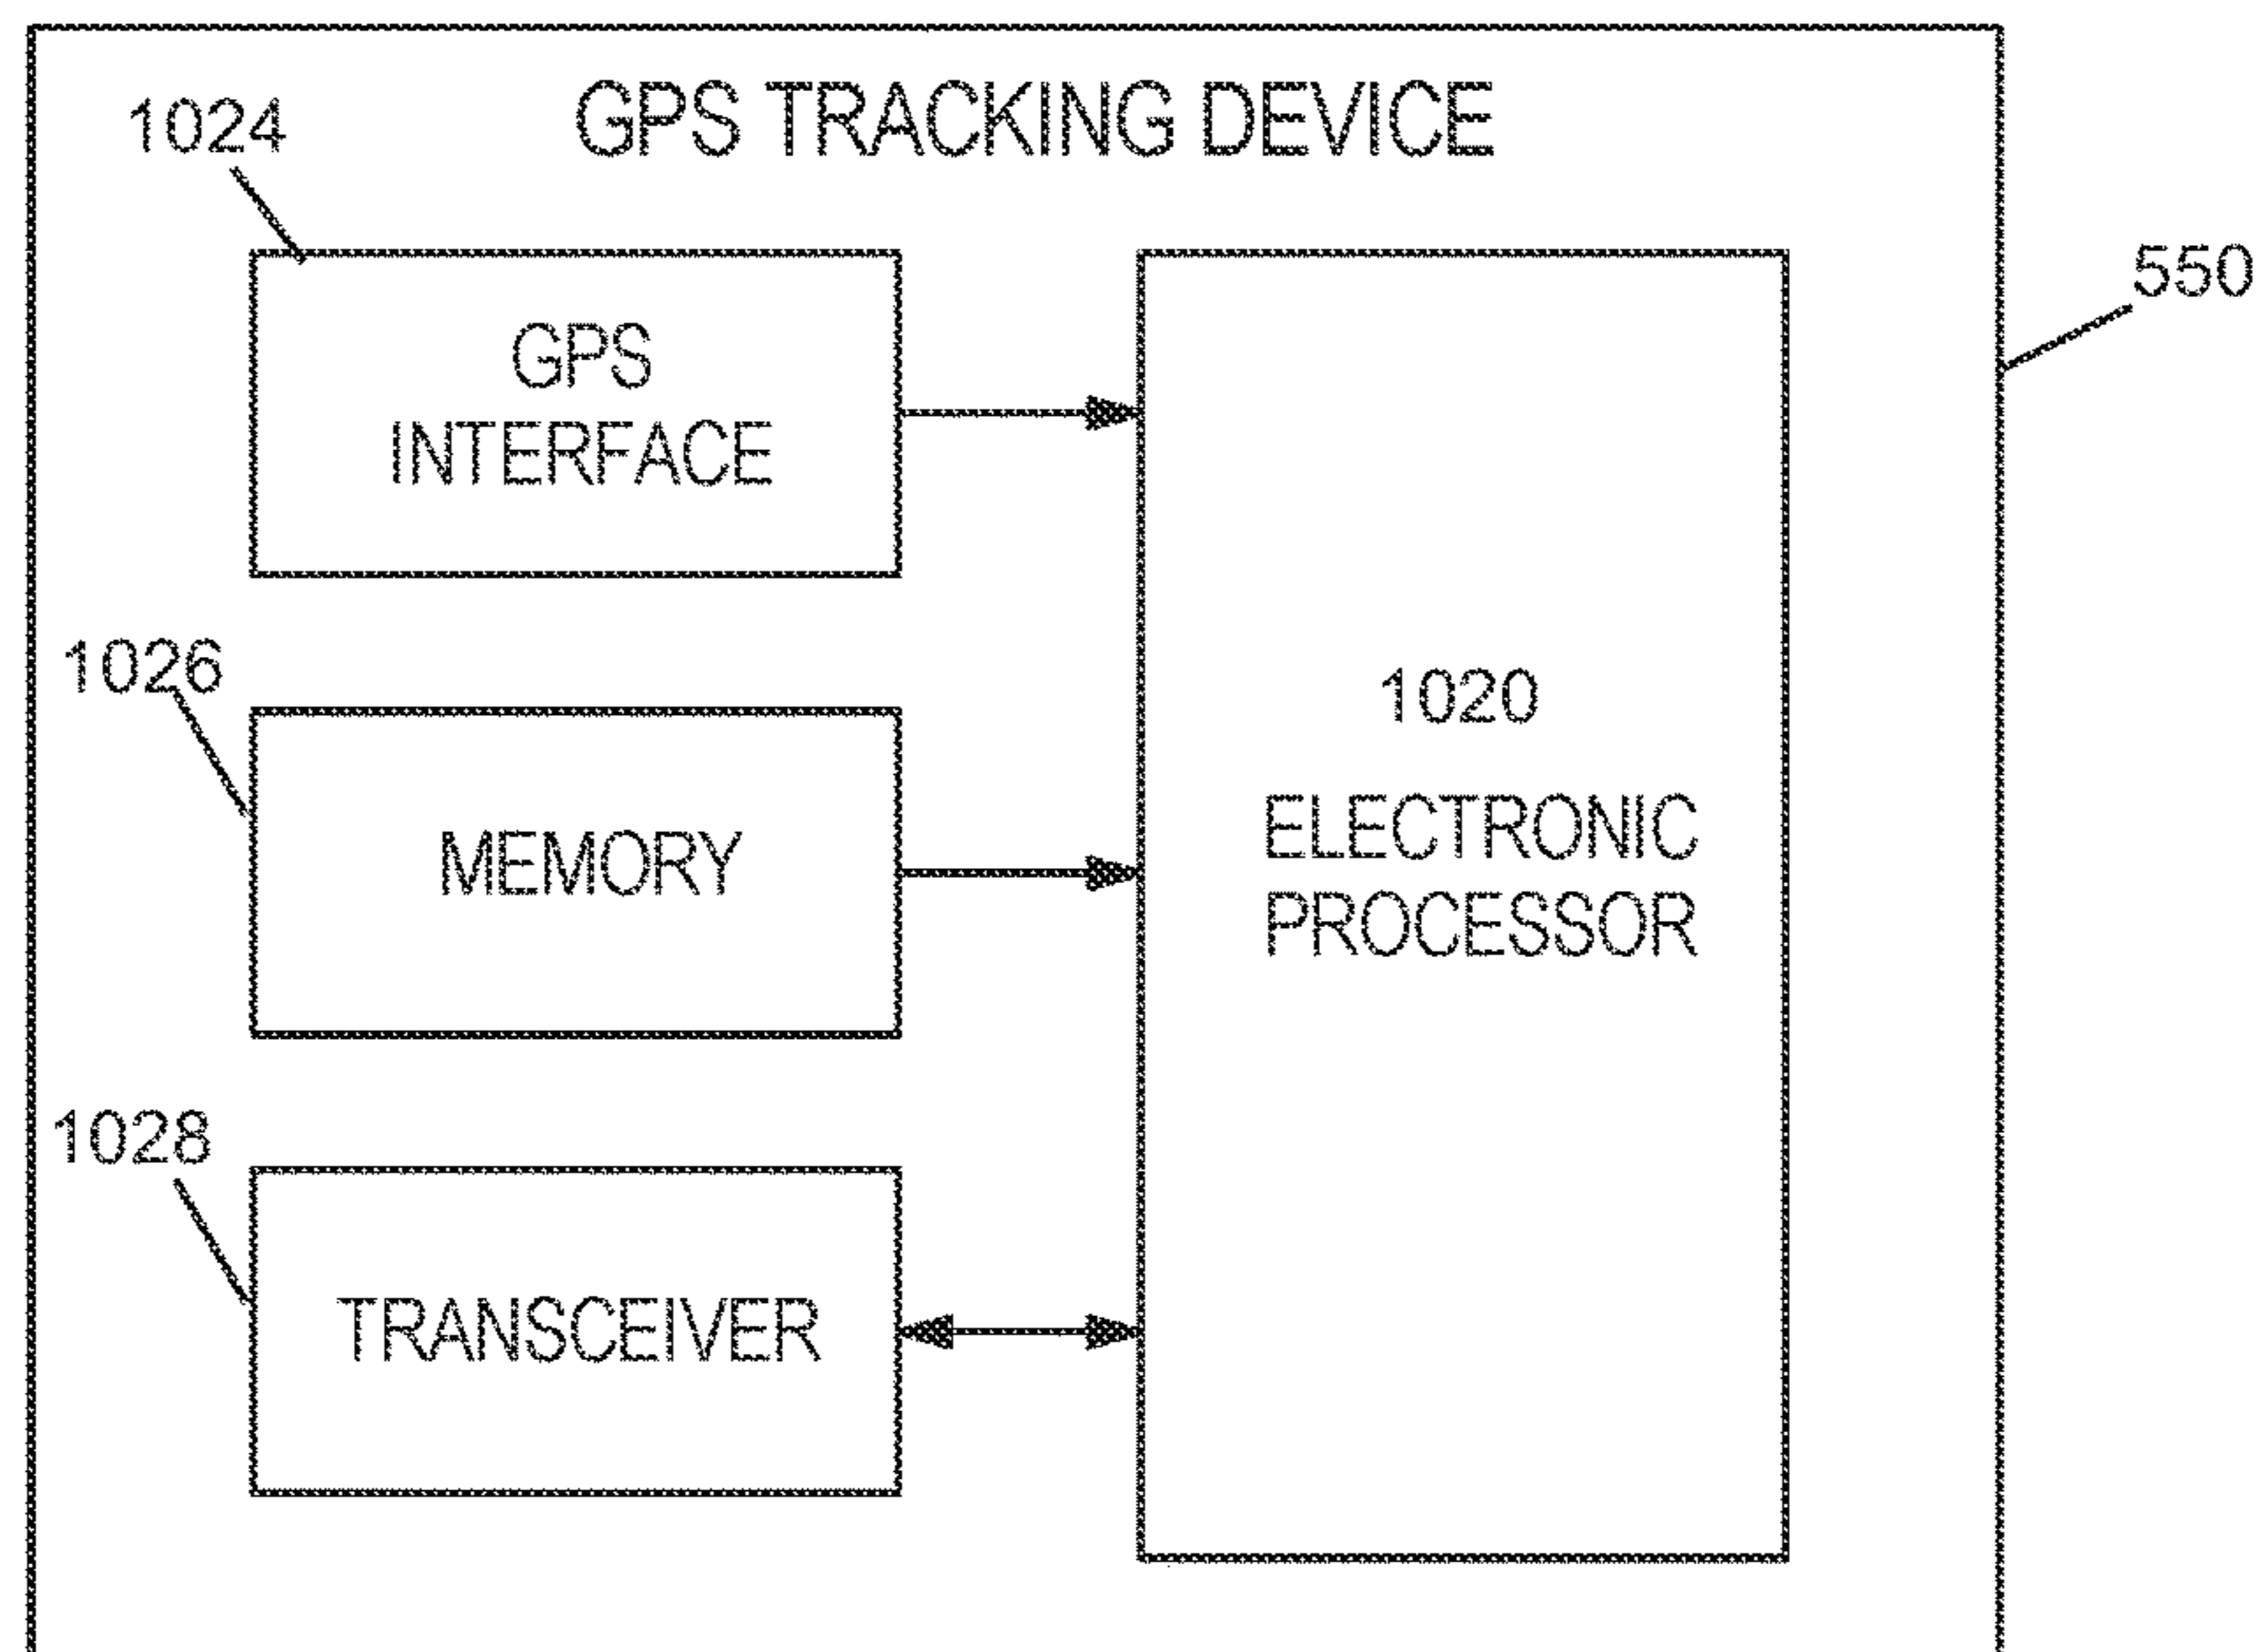 GPS TRACKING DEVICE
1024
550
GPS
INTERFACE
1026
1020
MEMORY
ELECTRONIC
PROCESSOR
1028
TRANSCEIVER